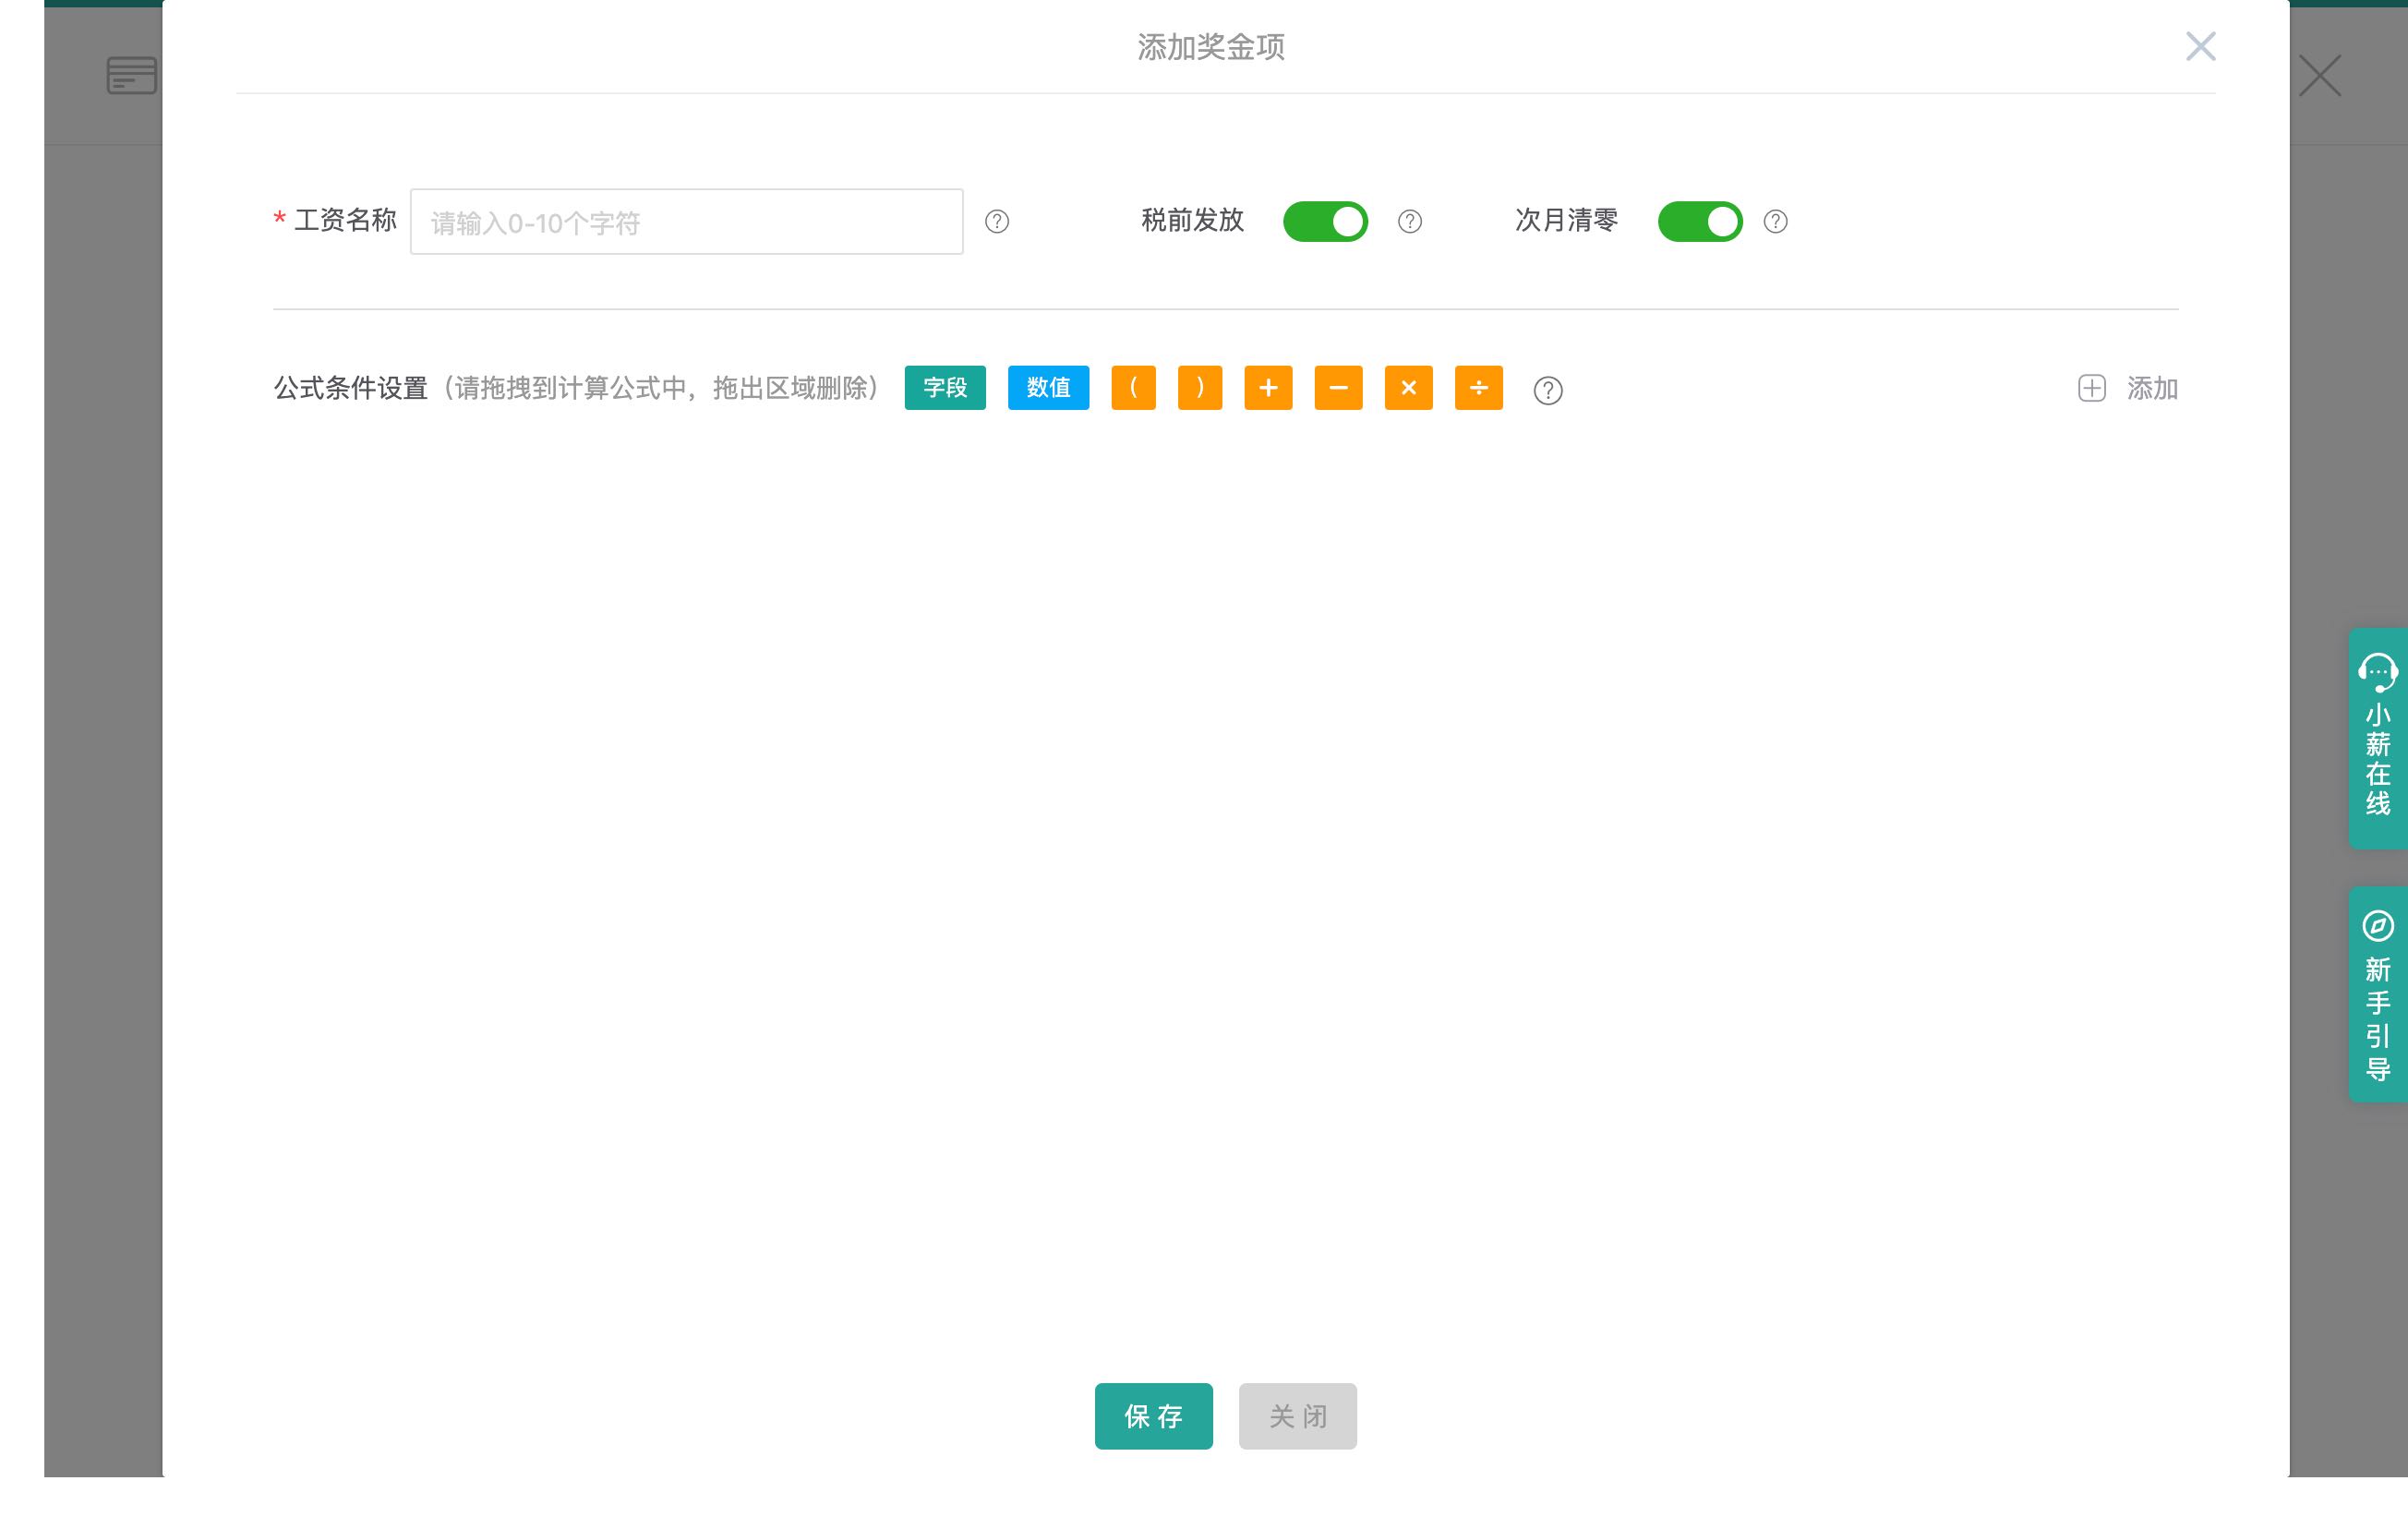 添加奖金项
* 工资名称 请输入0-10个字符 ? 税前发放 ? 次月清零 ?
公式条件设置（请拖拽到计算公式中，拖出区域删除） 字段 数值 ( ) + − × ÷ ? 添加
小薪在线
新手引导
保存 关闭